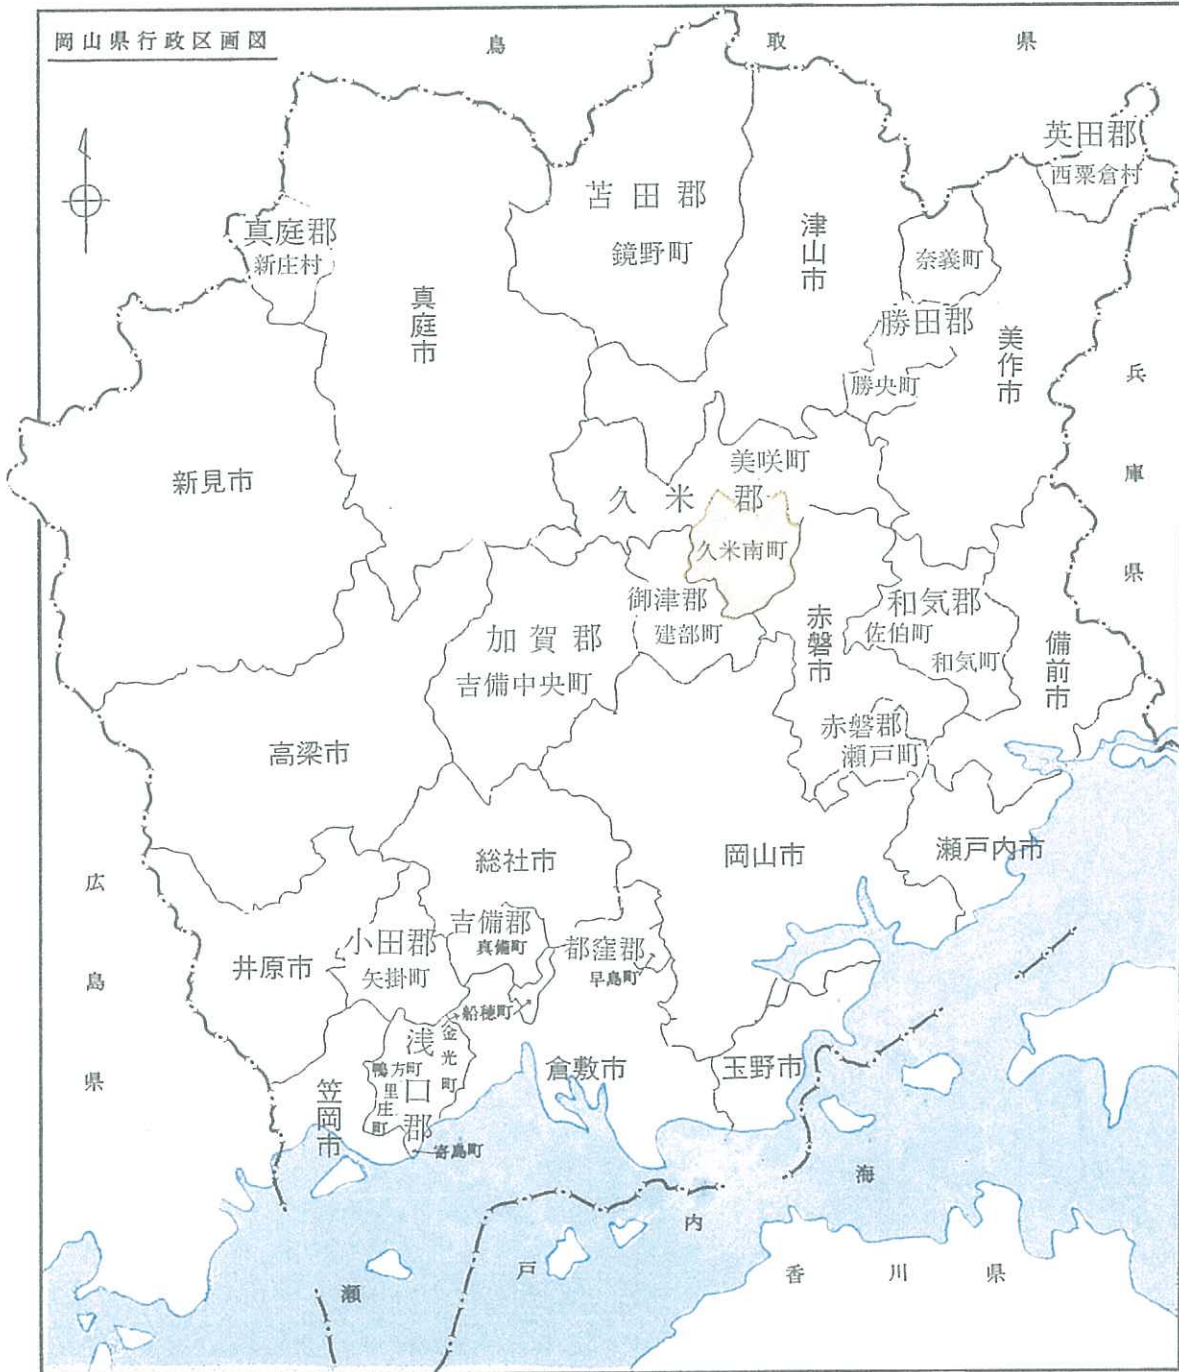 岡山県行政区画図
鳥取県
英田郡
西粟倉村
苫田郡
鏡野町
津山市
真庭郡
新庄村
奈義町
真庭市
勝田郡
勝央町
美作市
兵庫県
新見市
美咲町
久米郡
久米南町
御津郡
建部町
加賀郡
吉備中央町
赤磐市
和気郡
佐伯町
和気町
備前市
高梁市
赤磐郡
瀬戸町
総社市
岡山市
瀬戸内市
広島県
井原市
小田郡
矢掛町
吉備郡
真備町
都窪郡
早島町
船穂町
浅口郡
金光町
鴨方町
里庄町
寄島町
笠岡市
倉敷市
玉野市
瀬戸内海
香川県